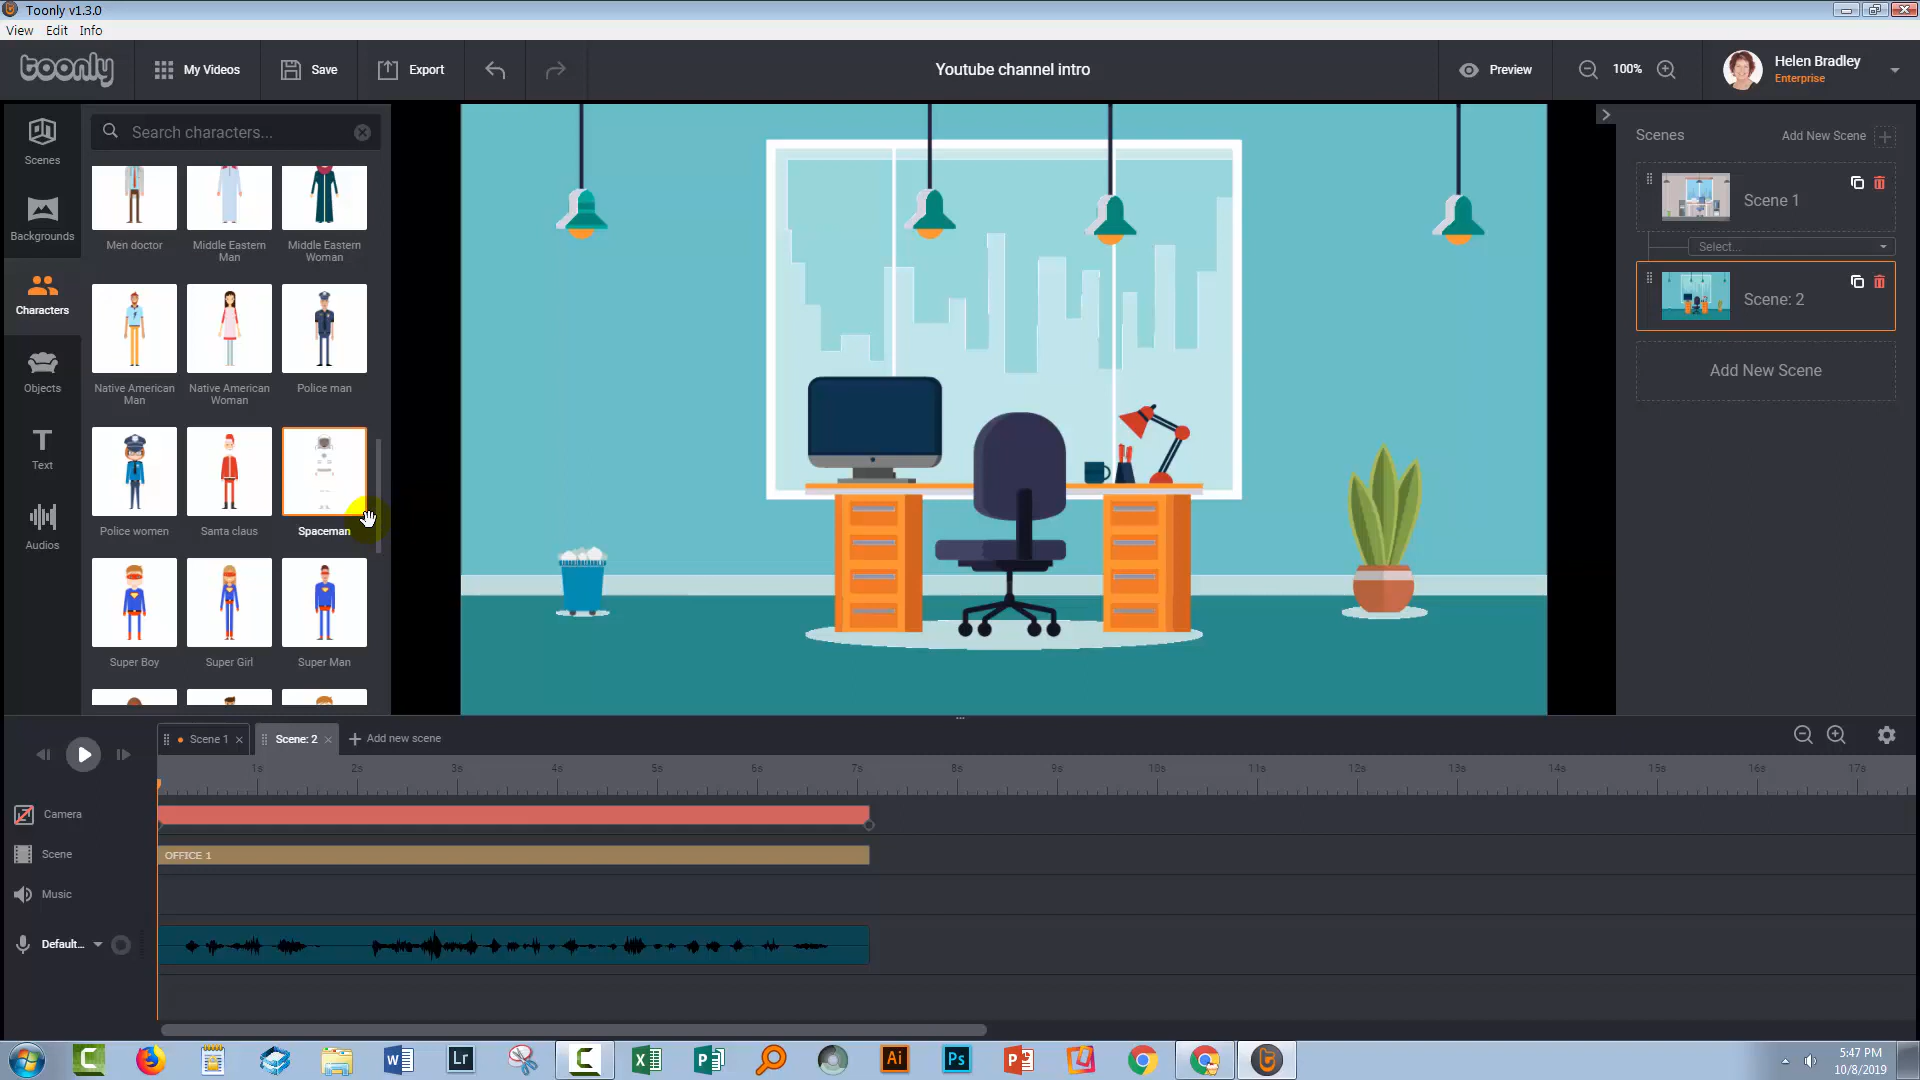 Toonly v1.3.0
View Edit Info
toonly
My Videos
Save
Export
Youtube channel intro
Preview
100%
Helen Bradley
Enterprise
Scenes
Backgrounds
Characters
Objects
Text
Audios
Search characters...
Men doctor
Middle Eastern
Man
Middle Eastern
Woman
Native American
Man
Native American
Woman
Police man
Police women
Santa claus
Spaceman
Super Boy
Super Girl
Super Man
Scenes
Add New Scene
Scene 1
Select...
Scene: 2
Add New Scene
Scene 1
Scene: 2
Add new scene
1s 2s 3s 4s 5s 6s 7s 8s 9s 10s 11s 12s 13s 14s 15s 16s 17s
Camera
Scene
OFFICE 1
Music
Default...
Lr
Ai
Ps
5:47 PM
10/8/2019